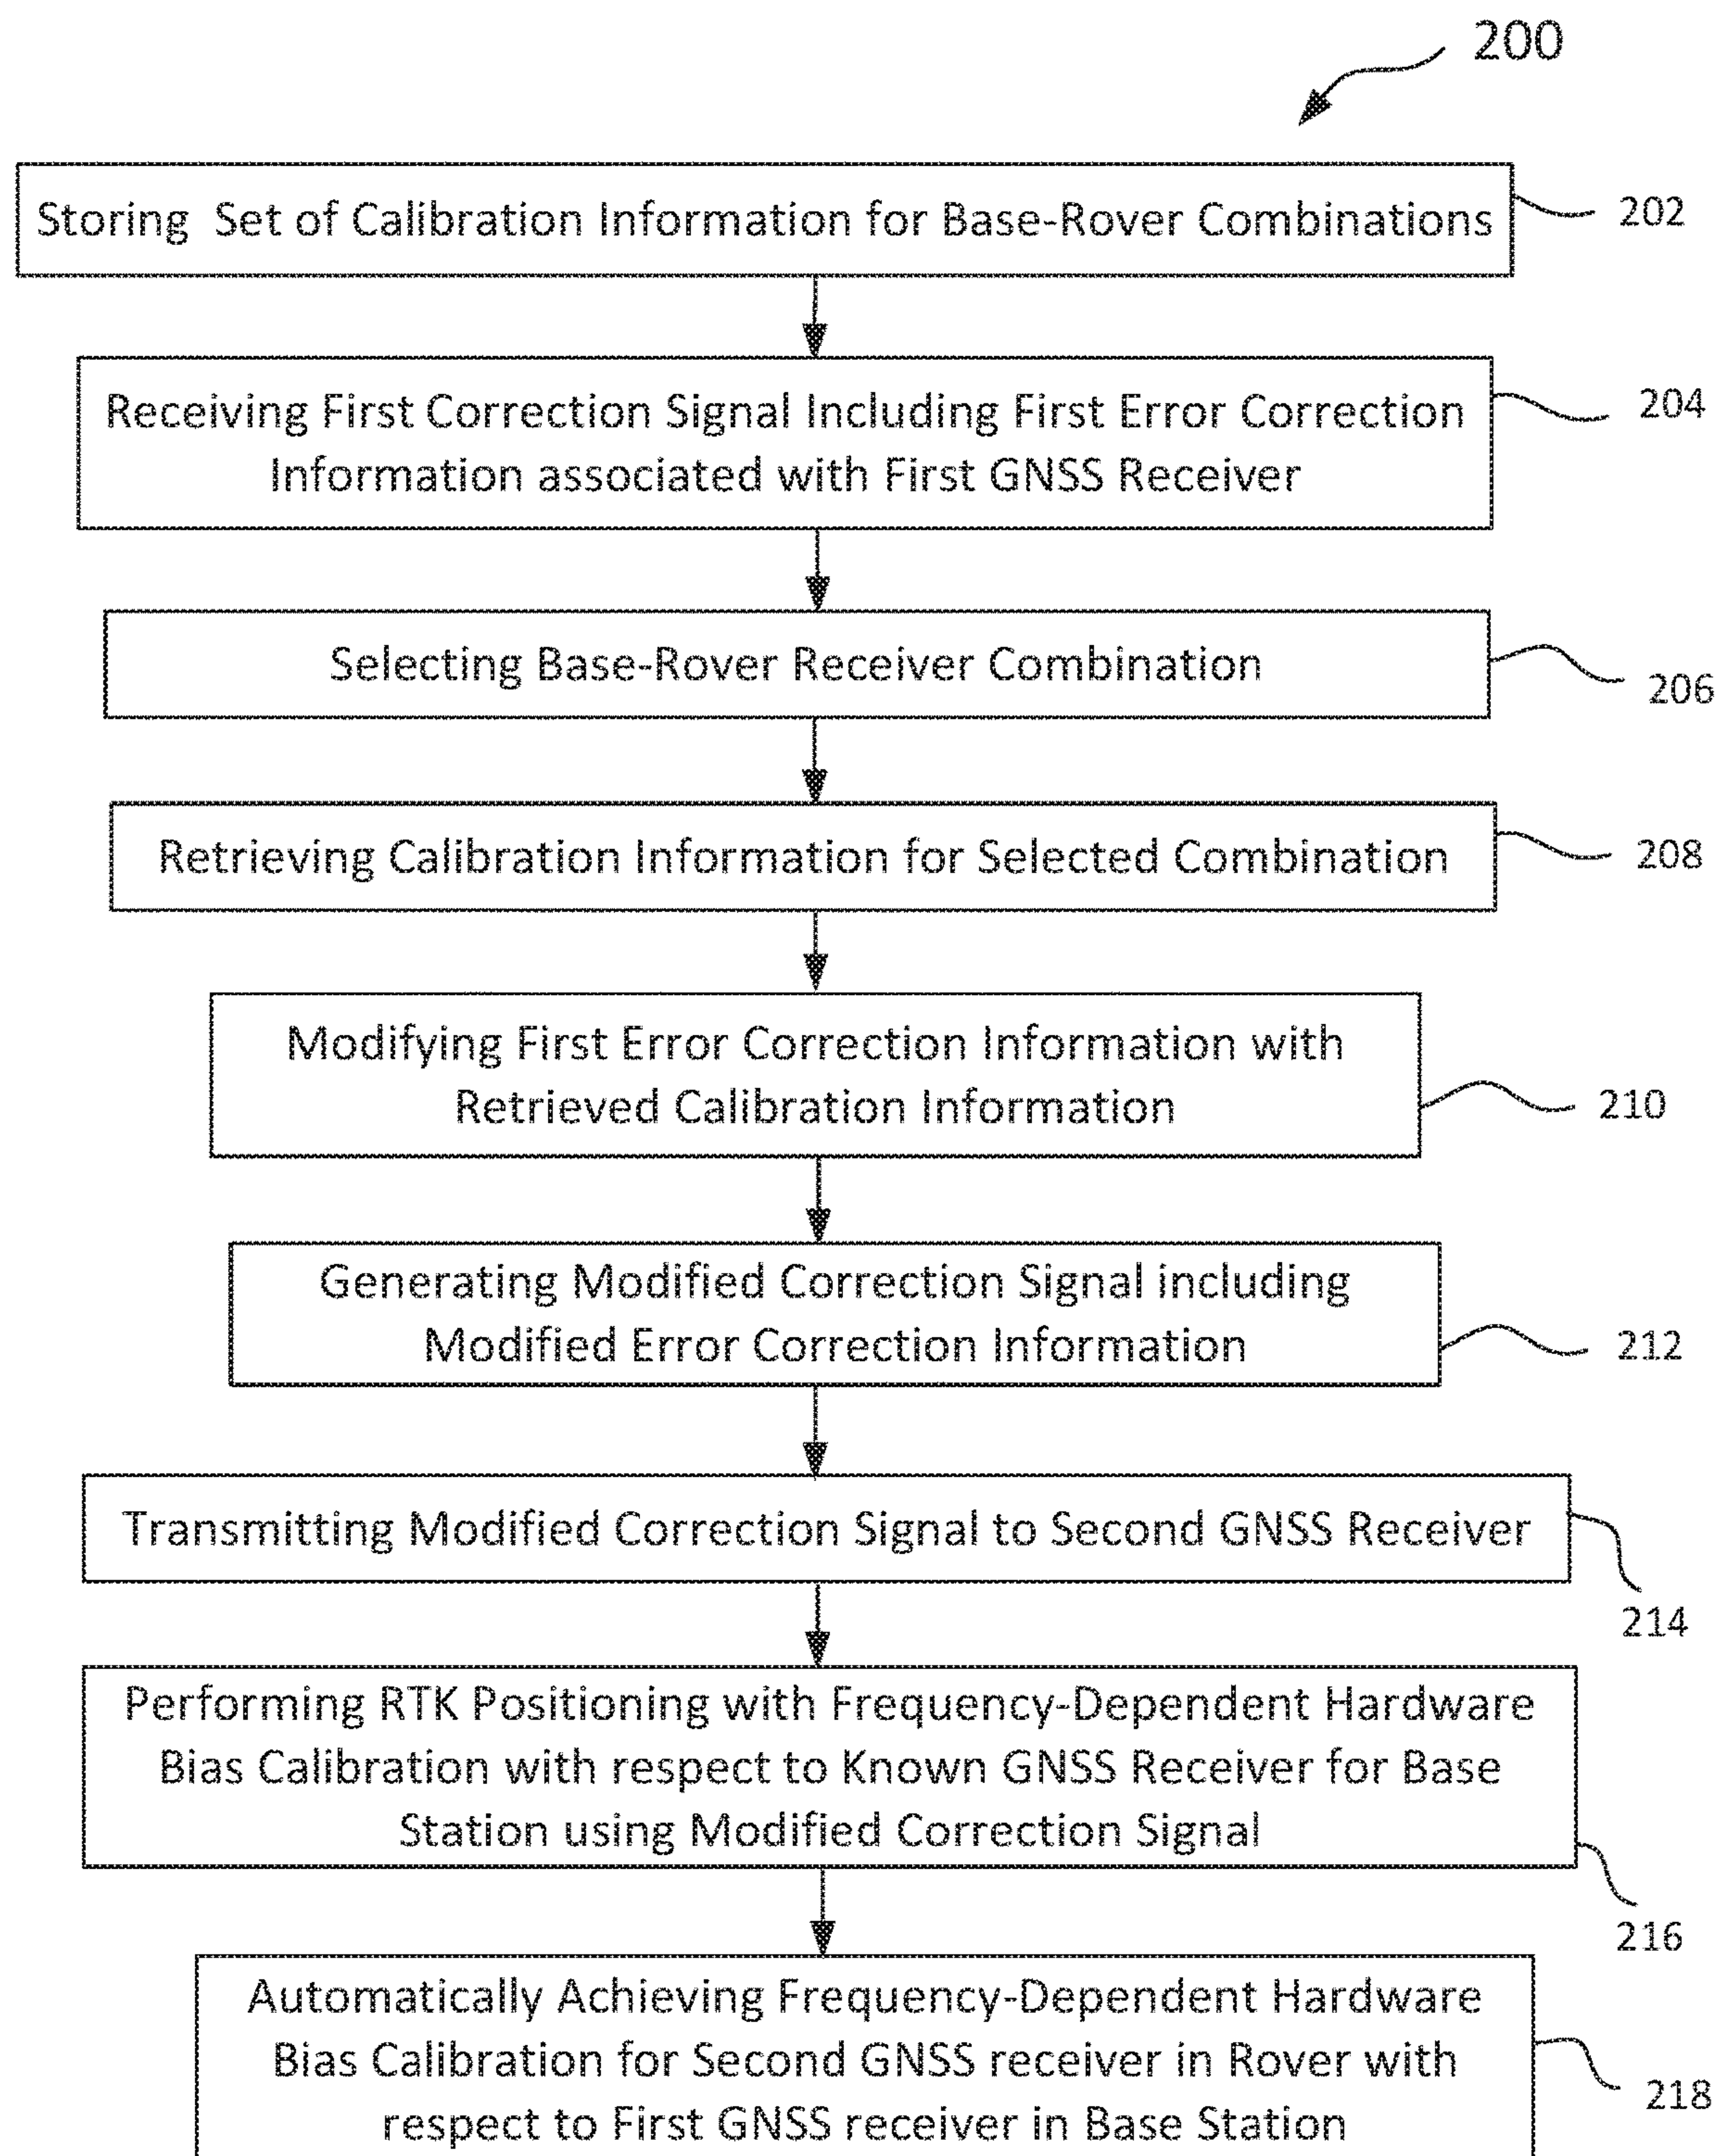 200
Storing Set of Calibration Information for Base-Rover Combinations
202
Receiving First Correction Signal Including First Error Correction
Information associated with First GNSS Receiver
204
Selecting Base-Rover Receiver Combination
206
Retrieving Calibration Information for Selected Combination
208
Modifying First Error Correction Information with
Retrieved Calibration Information
210
Generating Modified Correction Signal including
Modified Error Correction Information
212
Transmitting Modified Correction Signal to Second GNSS Receiver
214
Performing RTK Positioning with Frequency-Dependent Hardware
Bias Calibration with respect to Known GNSS Receiver for Base
Station using Modified Correction Signal
216
Automatically Achieving Frequency-Dependent Hardware
Bias Calibration for Second GNSS receiver in Rover with
respect to First GNSS receiver in Base Station
218